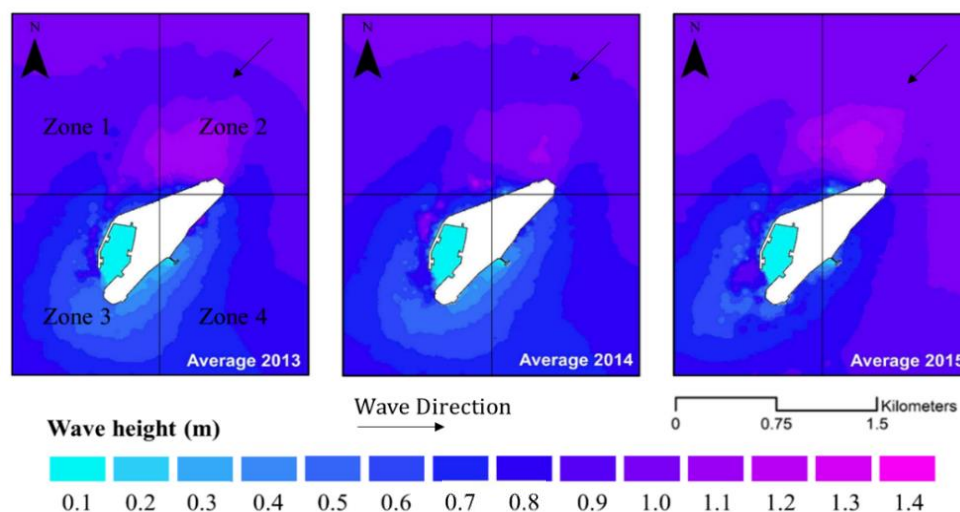 N
N
N
Zone 1
Zone 2
Zone 3
Zone 4
Average 2013
Average 2014
Average 2015
Wave Direction
Kilometers
0 0.75 1.5
Wave height (m)
0.1 0.2 0.3 0.4 0.5 0.6 0.7 0.8 0.9 1.0 1.1 1.2 1.3 1.4